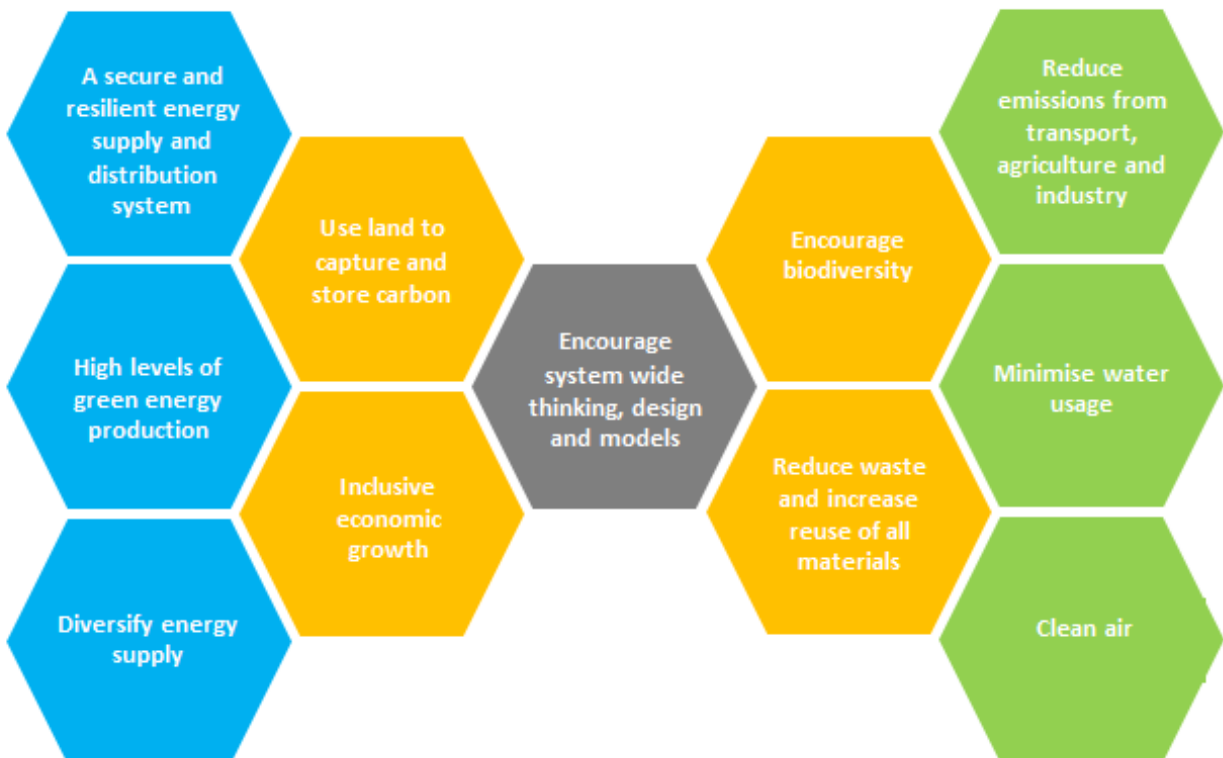 A secure and
resilient energy
supply and
distribution
system
High levels of
green energy
production
Diversify energy
supply
Use land to
capture and
store carbon
Inclusive
economic
growth
Encourage
system wide
thinking, design
and models
Encourage
biodiversity
Reduce waste
and increase
reuse of all
materials
Reduce
emissions from
transport,
agriculture and
industry
Minimise water
usage
Clean air